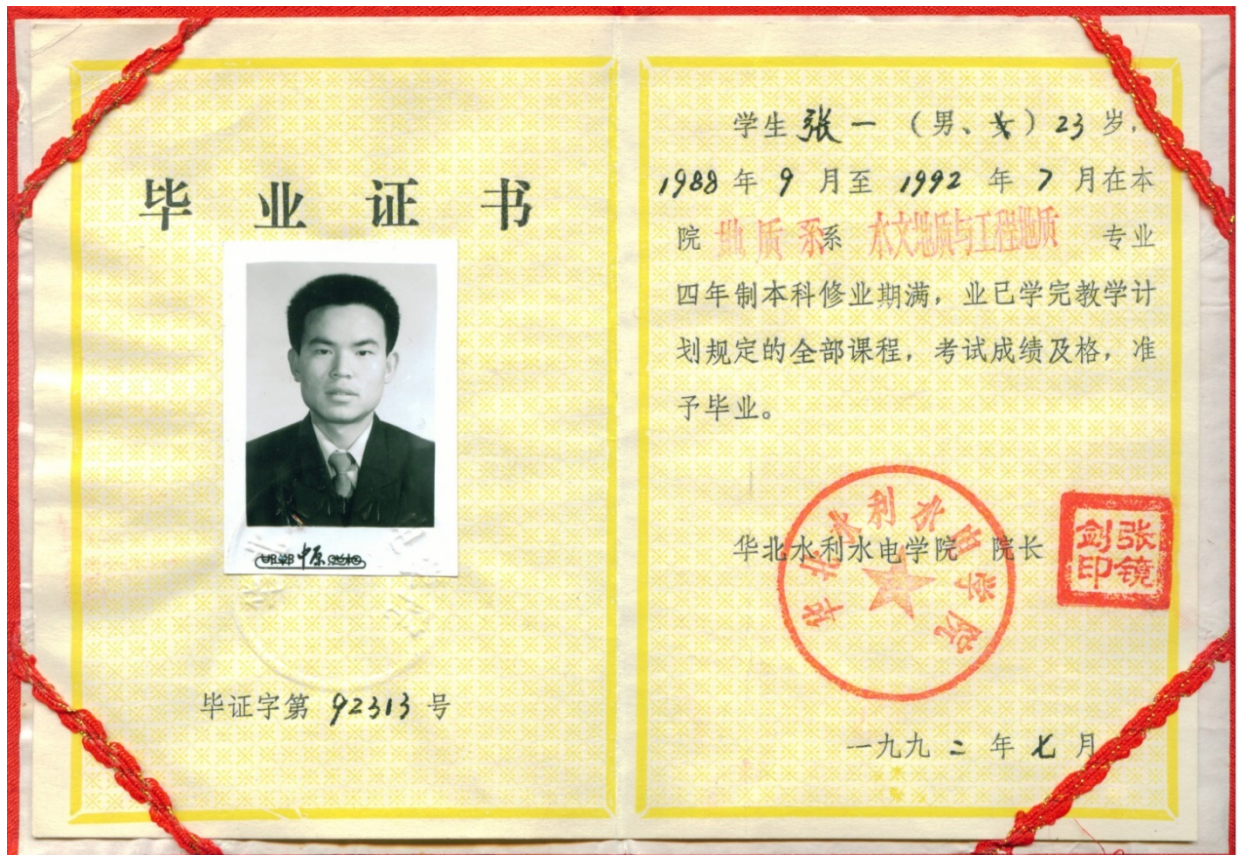 毕业证书
邯郸中原照相
毕证字第 92313 号
学生 张一 （男、女）23 岁，
1988 年 9 月至 1992 年 7 月在本
院 地质系系 水文地质与工程地质 专业
四年制本科修业期满，业已学完教学计
划规定的全部课程，考试成绩及格，准
予毕业。
华北水利水电学院 院长
张镜剑印
华北水利水电学院
一九九二年七月